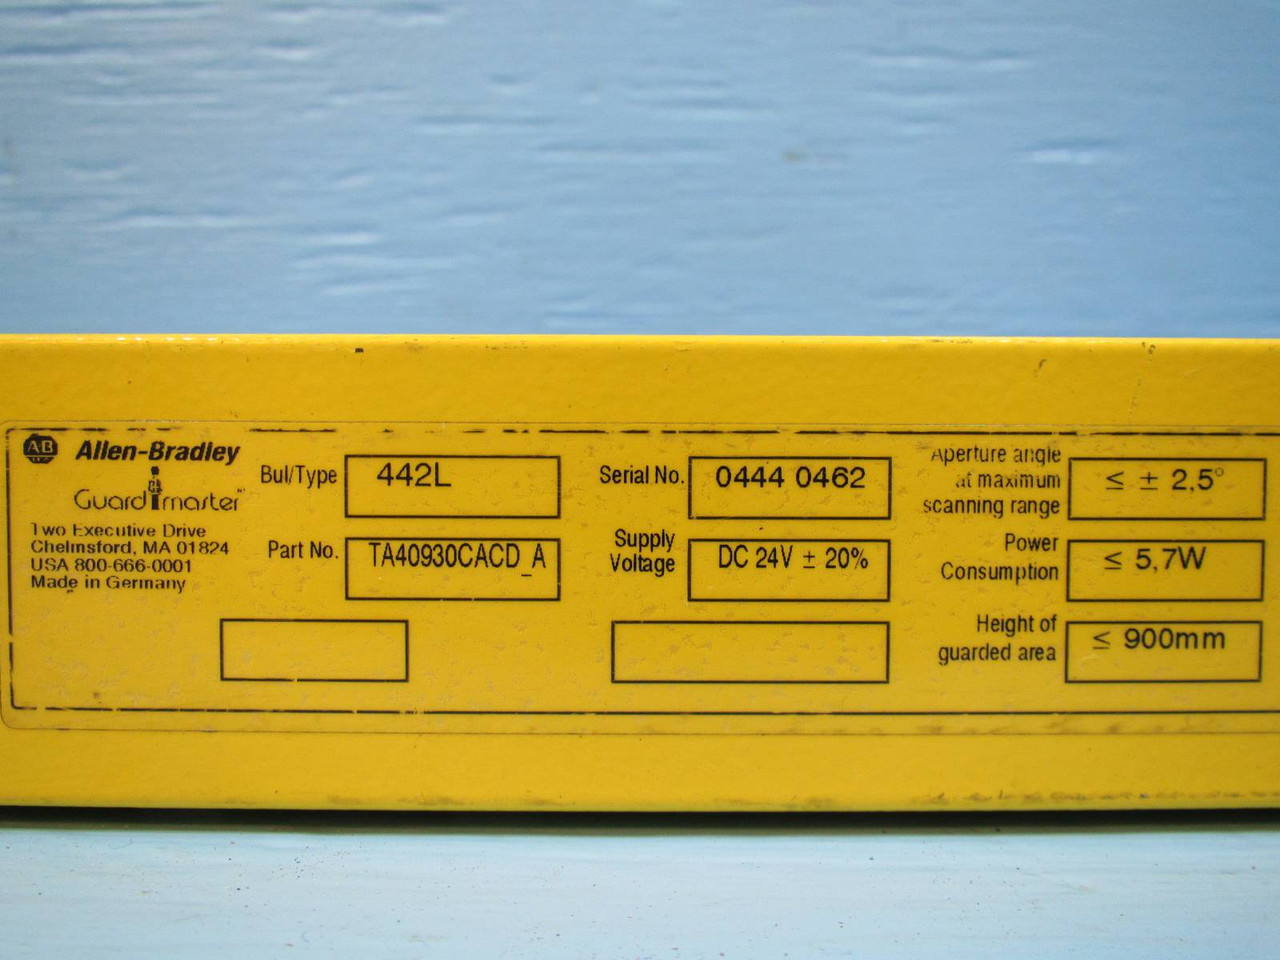 AB Allen-Bradley
Guardmaster
Two Executive Drive
Chelmsford, MA 01824
USA 800-666-0001
Made in Germany
Bul/Type 442L
Part No. TA40930CACD_A
Serial No. 0444 0462
Supply
Voltage DC 24V ± 20%
Aperture angle
at maximum
scanning range ≤ ± 2,5°
Power
Consumption ≤ 5,7W
Height of
guarded area ≤ 900mm